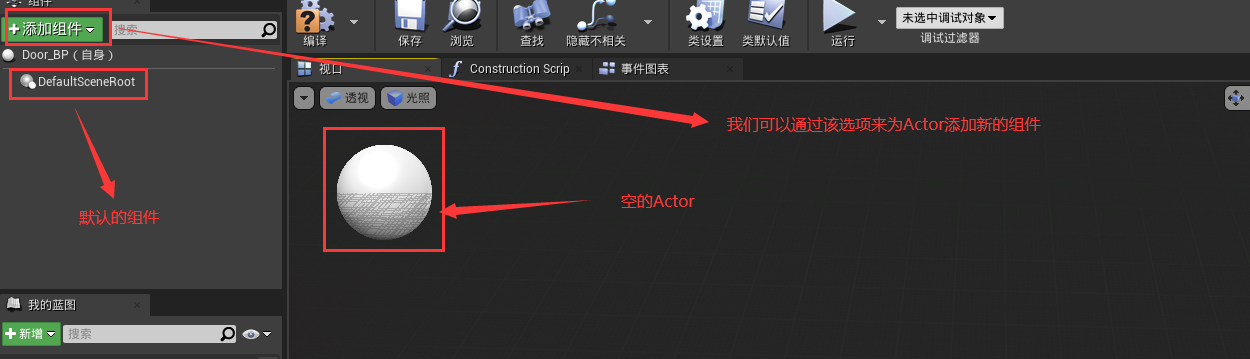 组件
添加组件
搜索
Door_BP（自身）
DefaultSceneRoot
默认的组件
我的蓝图
新增
搜索
编译
保存
浏览
查找
隐藏不相关
类设置
类默认值
运行
未选中调试对象
调试过滤器
视口
Construction Scrip
事件图表
透视
光照
我们可以通过该选项来为Actor添加新的组件
空的Actor